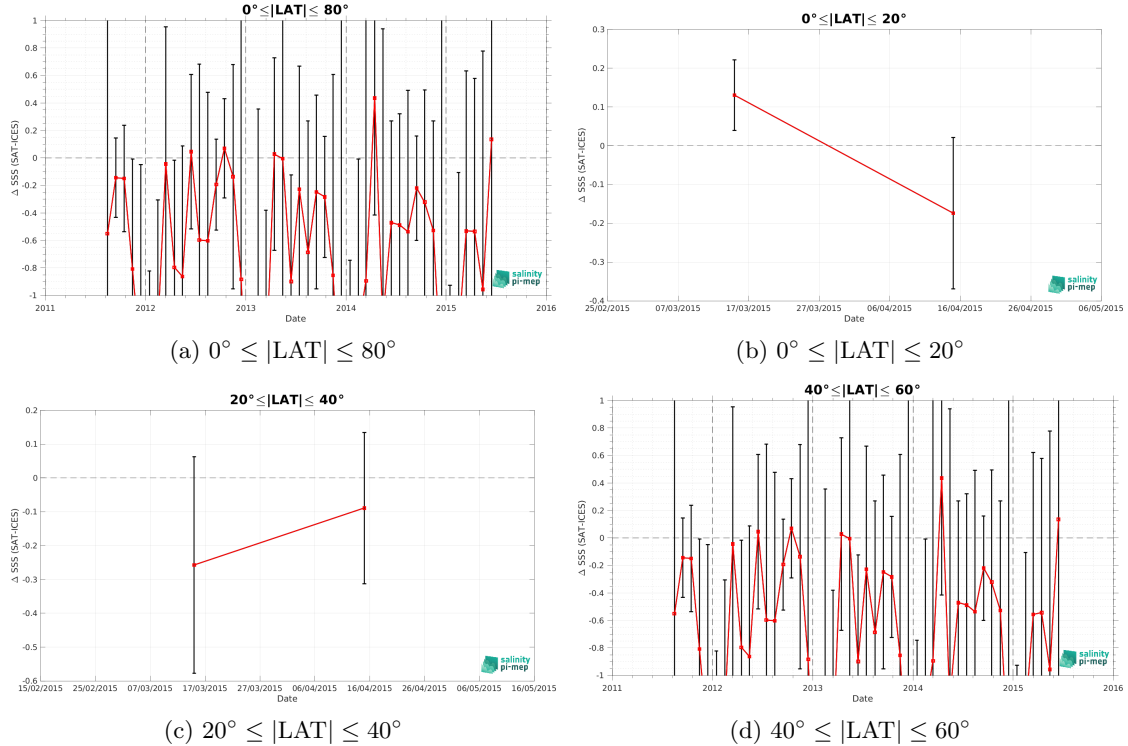 0°≤|LAT|≤ 80°
Δ SSS (SAT-ICES)
1
0.8
0.6
0.4
0.2
0
-0.2
-0.4
-0.6
-0.8
-1
2011 2012 2013 2014 2015 2016
Date
salinity
pi-mep
(a) 0° ≤ |LAT| ≤ 80°
0°≤|LAT|≤ 20°
Δ SSS (SAT-ICES)
0.3
0.2
0.1
0
-0.1
-0.2
-0.3
-0.4
25/02/2015 07/03/2015 17/03/2015 27/03/2015 06/04/2015 16/04/2015 26/04/2015 06/05/2015
Date
salinity
pi-mep
(b) 0° ≤ |LAT| ≤ 20°
20°≤|LAT|≤ 40°
Δ SSS (SAT-ICES)
0.2
0.1
0
-0.1
-0.2
-0.3
-0.4
-0.5
-0.6
15/02/2015 25/02/2015 07/03/2015 17/03/2015 27/03/2015 06/04/2015 16/04/2015 26/04/2015 06/05/2015 16/05/2015
Date
salinity
pi-mep
(c) 20° ≤ |LAT| ≤ 40°
40°≤|LAT|≤ 60°
Δ SSS (SAT-ICES)
1
0.8
0.6
0.4
0.2
0
-0.2
-0.4
-0.6
-0.8
-1
2011 2012 2013 2014 2015 2016
Date
salinity
pi-mep
(d) 40° ≤ |LAT| ≤ 60°